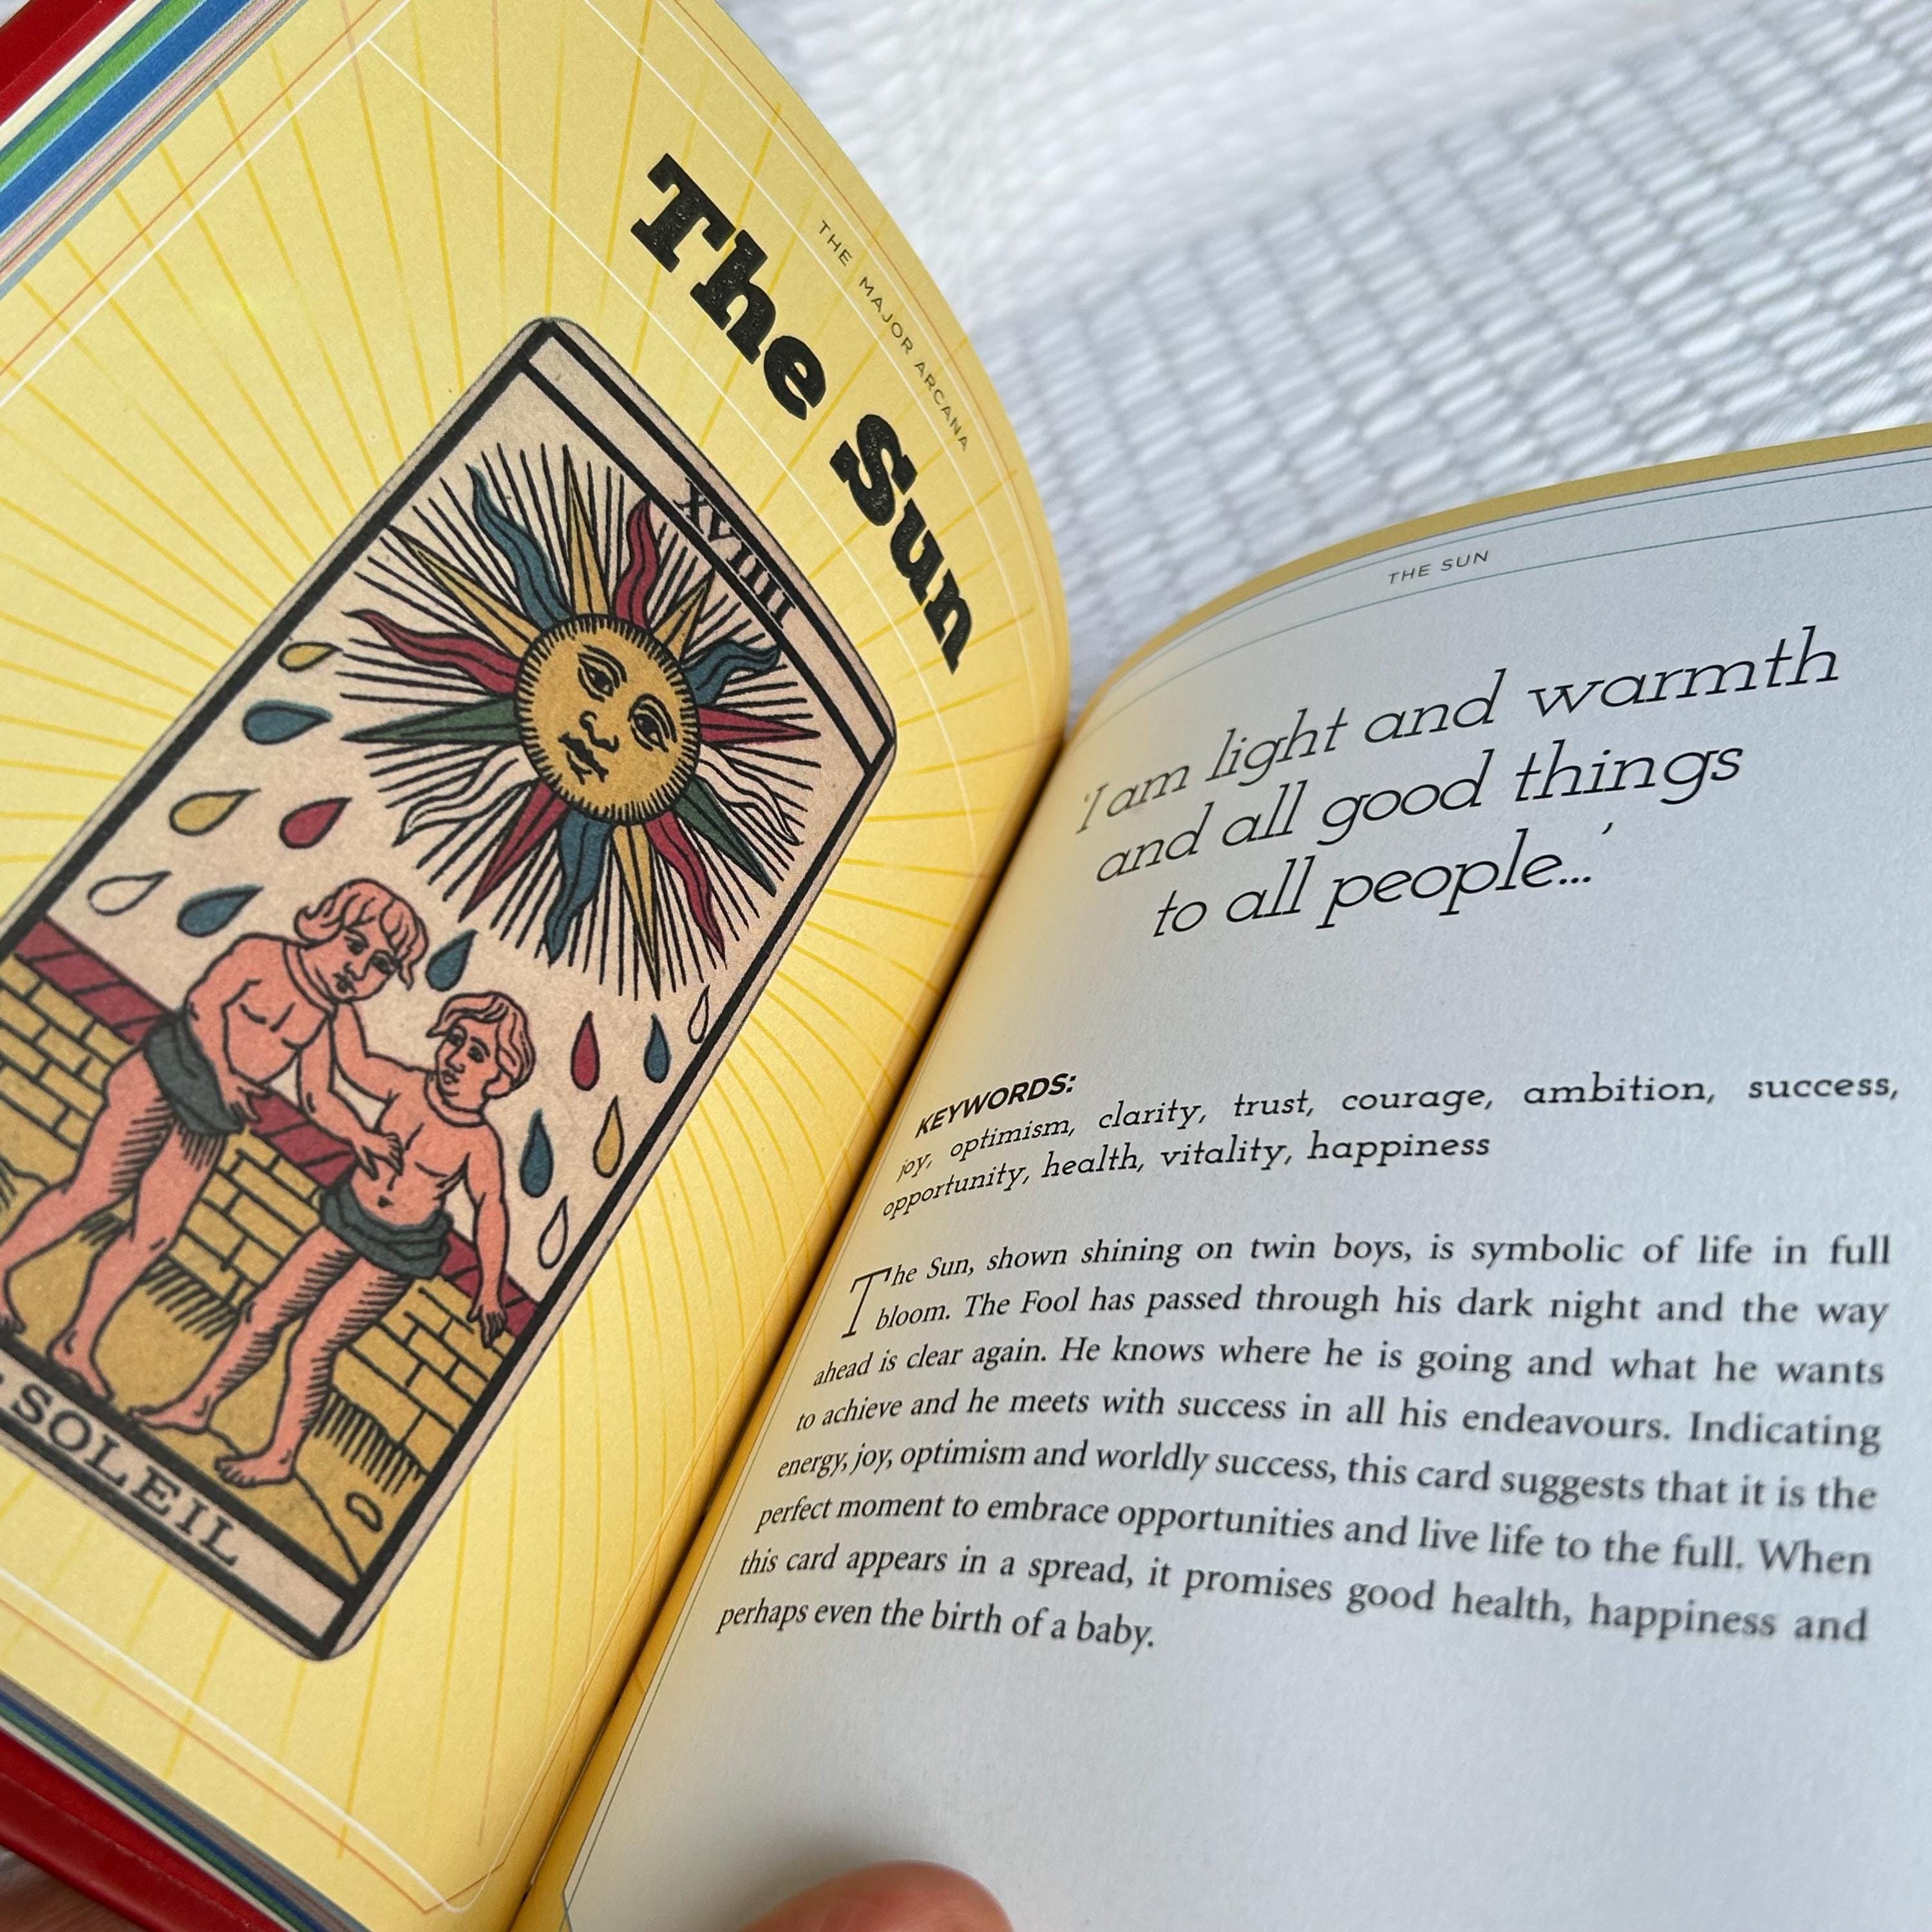 THE MAJOR ARCANA
The Sun
XVIIII
SOLEIL
THE SUN
'I am light and warmth
and all good things
to all people...'
KEYWORDS:
joy, optimism, clarity, trust, courage, ambition, success,
opportunity, health, vitality, happiness
The Sun, shown shining on twin boys, is symbolic of life in full
bloom. The Fool has passed through his dark night and the way
ahead is clear again. He knows where he is going and what he wants
to achieve and he meets with success in all his endeavours. Indicating
energy, joy, optimism and worldly success, this card suggests that it is the
perfect moment to embrace opportunities and live life to the full. When
this card appears in a spread, it promises good health, happiness and
perhaps even the birth of a baby.